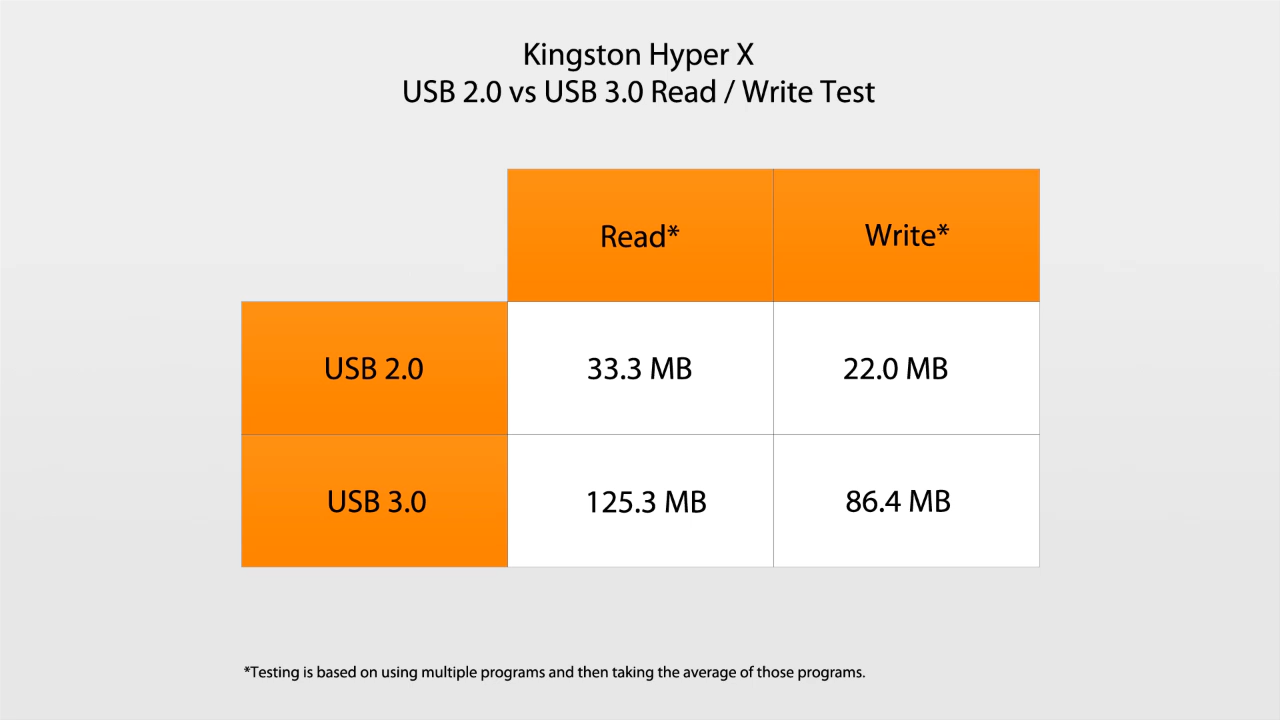 Kingston Hyper X
USB 2.0 vs USB 3.0 Read / Write Test
Read* Write*
USB 2.0 33.3 MB 22.0 MB
USB 3.0 125.3 MB 86.4 MB
*Testing is based on using multiple programs and then taking the average of those programs.